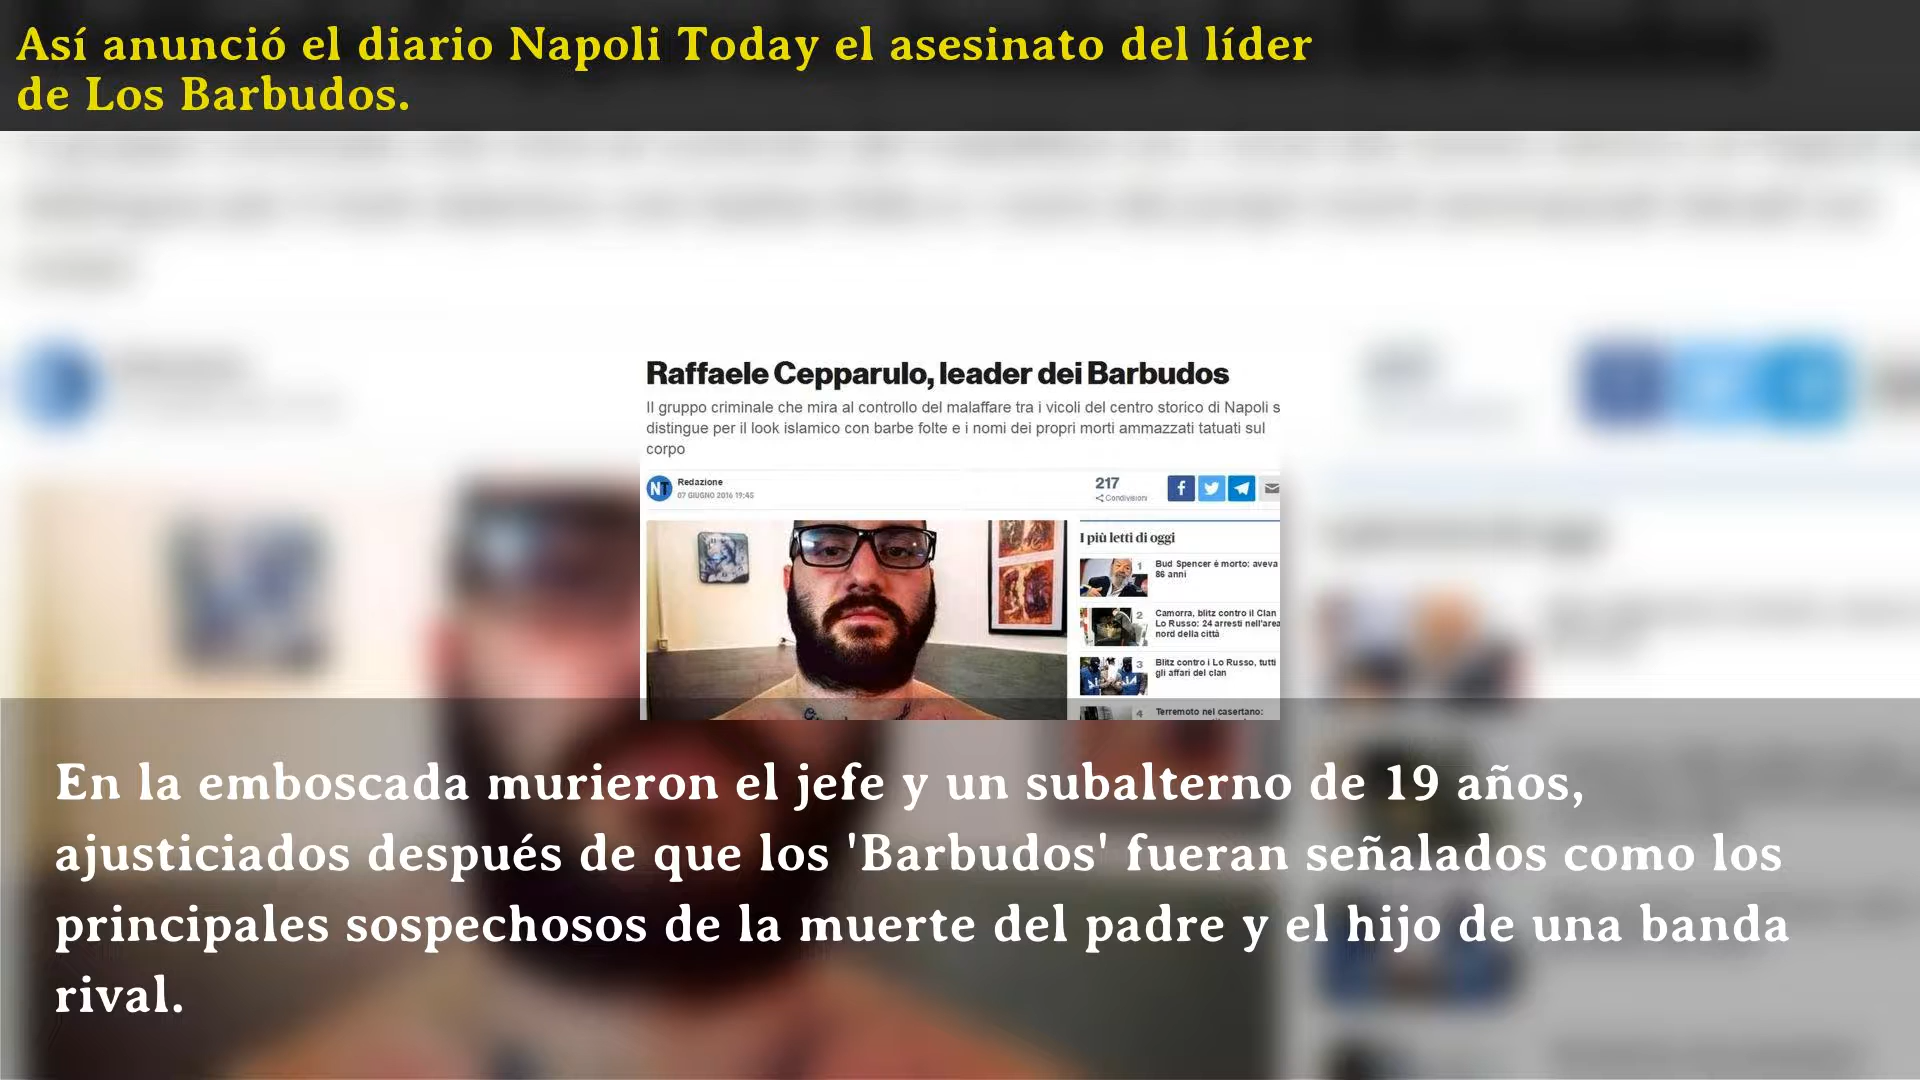 Así anunció el diario Napoli Today el asesinato del líder
de Los Barbudos.
Raffaele Cepparulo, leader dei Barbudos
Il gruppo criminale che mira al controllo del malaffare tra i vicoli del centro storico di Napoli s
distingue per il look islamico con barbe folte e i nomi dei propri morti ammazzati tatuati sul
corpo
NT
Redazione
07 GIUGNO 2016 19:45
217
Condivisioni
I più letti di oggi
1
Bud Spencer è morto: aveva
86 anni
2
Camorra, blitz contro il Clan
Lo Russo: 24 arresti nell'area
nord della città
3
Blitz contro i Lo Russo, tutti
gli affari del clan
4
Terremoto nel casertano:
En la emboscada murieron el jefe y un subalterno de 19 años,
ajusticiados después de que los 'Barbudos' fueran señalados como los
principales sospechosos de la muerte del padre y el hijo de una banda
rival.